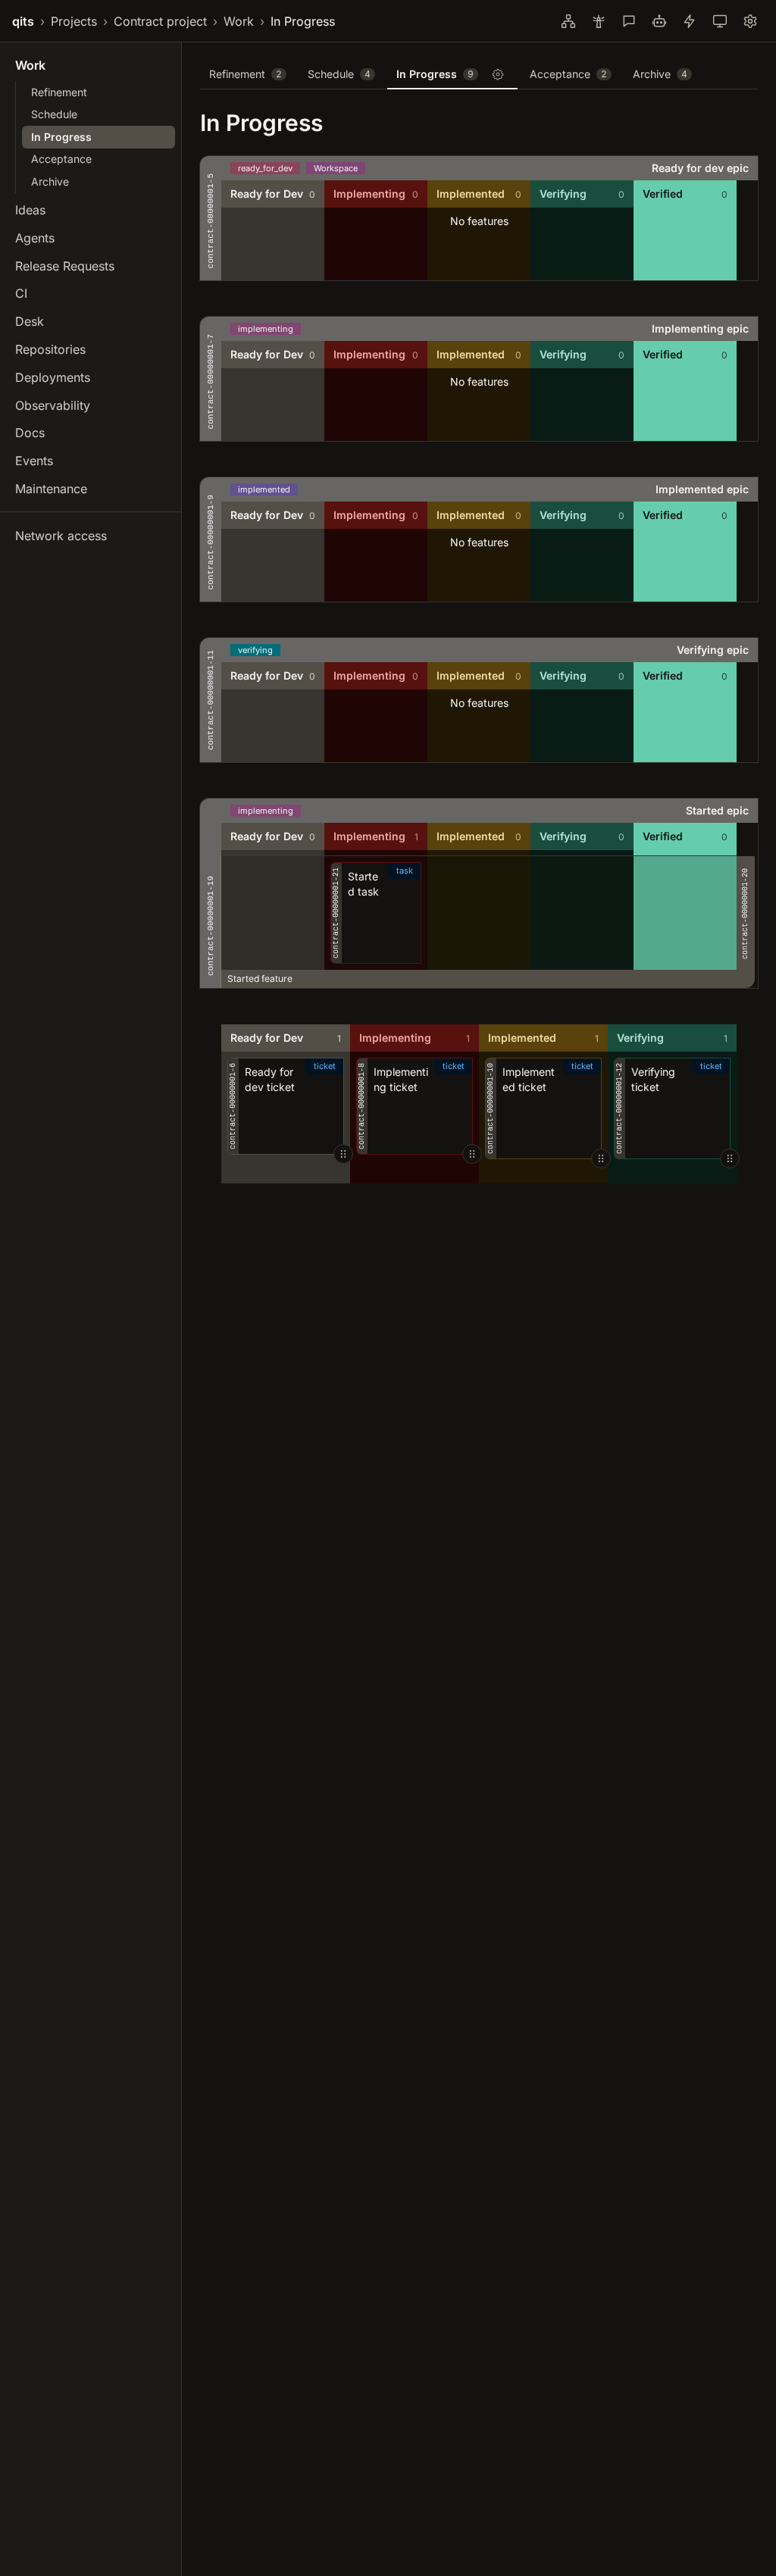 qits › Projects › Contract project › Work › In Progress
Work
Refinement
Schedule
In Progress
Acceptance
Archive
Ideas
Agents
Release Requests
CI
Desk
Repositories
Deployments
Observability
Docs
Events
Maintenance
Network access
Refinement 2 Schedule 4 In Progress 9 Acceptance 2 Archive 4
In Progress
contract-00000001-5
ready_for_dev Workspace Ready for dev epic
Ready for Dev 0 Implementing 0 Implemented 0 Verifying 0 Verified 0
No features
contract-00000001-7
implementing Implementing epic
Ready for Dev 0 Implementing 0 Implemented 0 Verifying 0 Verified 0
No features
contract-00000001-9
implemented Implemented epic
Ready for Dev 0 Implementing 0 Implemented 0 Verifying 0 Verified 0
No features
contract-00000001-11
verifying Verifying epic
Ready for Dev 0 Implementing 0 Implemented 0 Verifying 0 Verified 0
No features
contract-00000001-19
implementing Started epic
Ready for Dev 0 Implementing 1 Implemented 0 Verifying 0 Verified 0
contract-00000001-21
task
Starte
d task
contract-00000001-20
Started feature
Ready for Dev 1 Implementing 1 Implemented 1 Verifying 1
contract-00000001-6
ticket
Ready for
dev ticket
contract-00000001-8
ticket
Implementi
ng ticket
contract-00000001-10
ticket
Implement
ed ticket
contract-00000001-12
ticket
Verifying
ticket